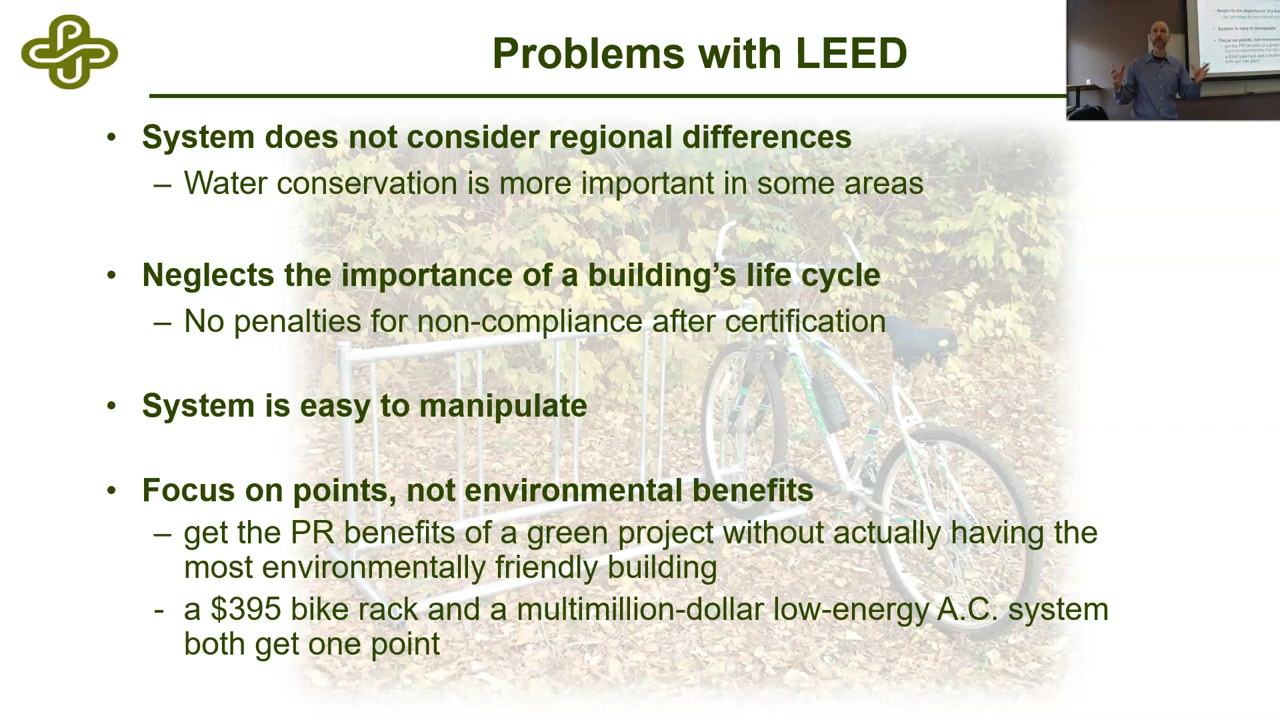 Problems with LEED
• System does not consider regional differences
– Water conservation is more important in some areas
• Neglects the importance of a building’s life cycle
– No penalties for non-compliance after certification
• System is easy to manipulate
• Focus on points, not environmental benefits
– get the PR benefits of a green project without actually having the
most environmentally friendly building
- a $395 bike rack and a multimillion-dollar low-energy A.C. system
both get one point